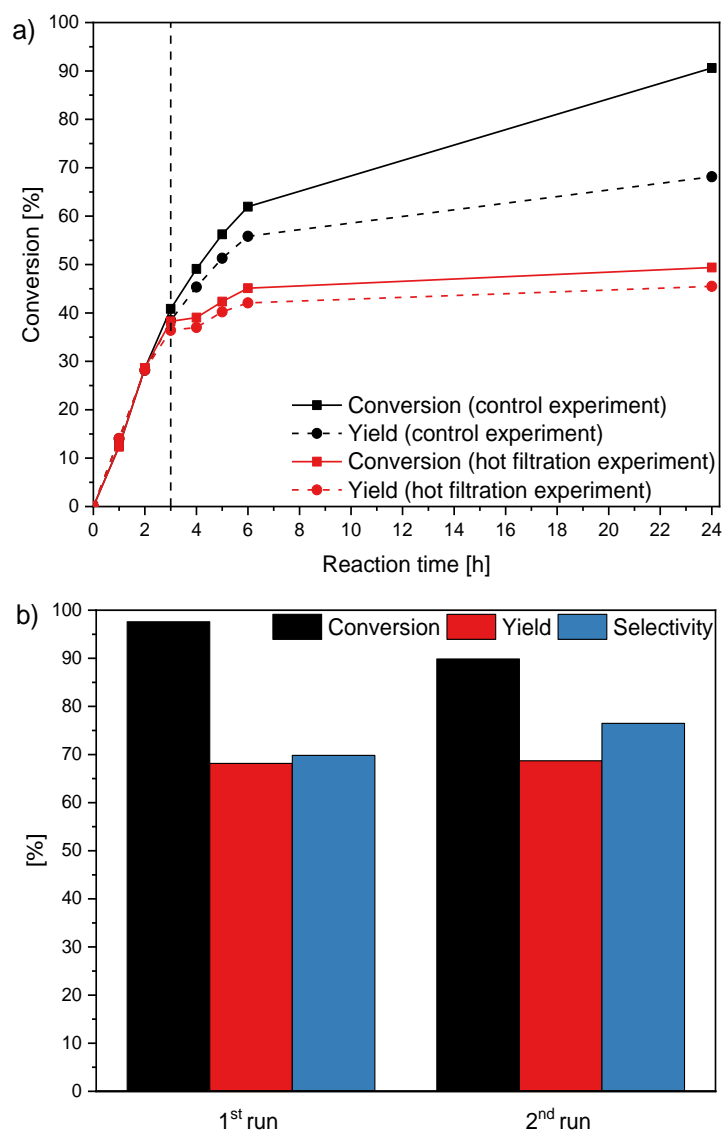 a)
100
90
80
70
60
50
40
30
20
10
0
Conversion [%]
Conversion (control experiment)
Yield (control experiment)
Conversion (hot filtration experiment)
Yield (hot filtration experiment)
0 2 4 6 8 10 12 14 16 18 20 22 24
Reaction time [h]
b)
100
90
80
70
60
50
40
30
20
10
0
[%]
Conversion Yield Selectivity
1st run 2nd run